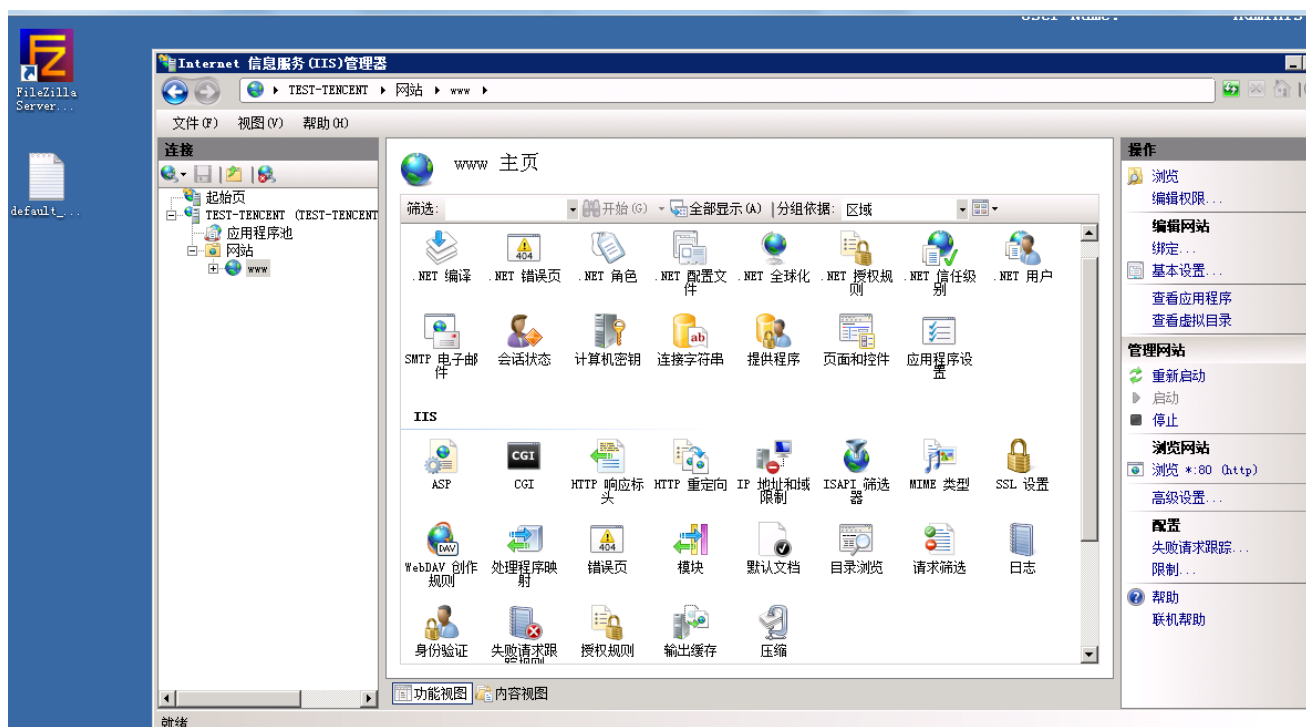 User Name:
FileZilla
Server...
default_...
Internet 信息服务(IIS)管理器
TEST-TENCENT 网站 www
文件(F) 视图(V) 帮助(H)
连接
起始页
TEST-TENCENT (TEST-TENCENT
应用程序池
网站
www
www 主页
筛选: 开始(G) 全部显示(A) 分组依据: 区域
.NET 编译 .NET 错误页 .NET 角色 .NET 配置文件 .NET 全球化 .NET 授权规则 .NET 信任级别 .NET 用户
SMTP 电子邮件 会话状态 计算机密钥 连接字符串 提供程序 页面和控件 应用程序设置
IIS
ASP CGI HTTP 响应标头 HTTP 重定向 IP 地址和域限制 ISAPI 筛选器 MIME 类型 SSL 设置
WebDAV 创作规则 处理程序映射 错误页 模块 默认文档 目录浏览 请求筛选 日志
身份验证 失败请求跟踪规则 授权规则 输出缓存 压缩
功能视图 内容视图
就绪
操作
浏览
编辑权限...
编辑网站
绑定...
基本设置...
查看应用程序
查看虚拟目录
管理网站
重新启动
启动
停止
浏览网站
浏览 *:80 (http)
高级设置...
配置
失败请求跟踪...
限制...
帮助
联机帮助